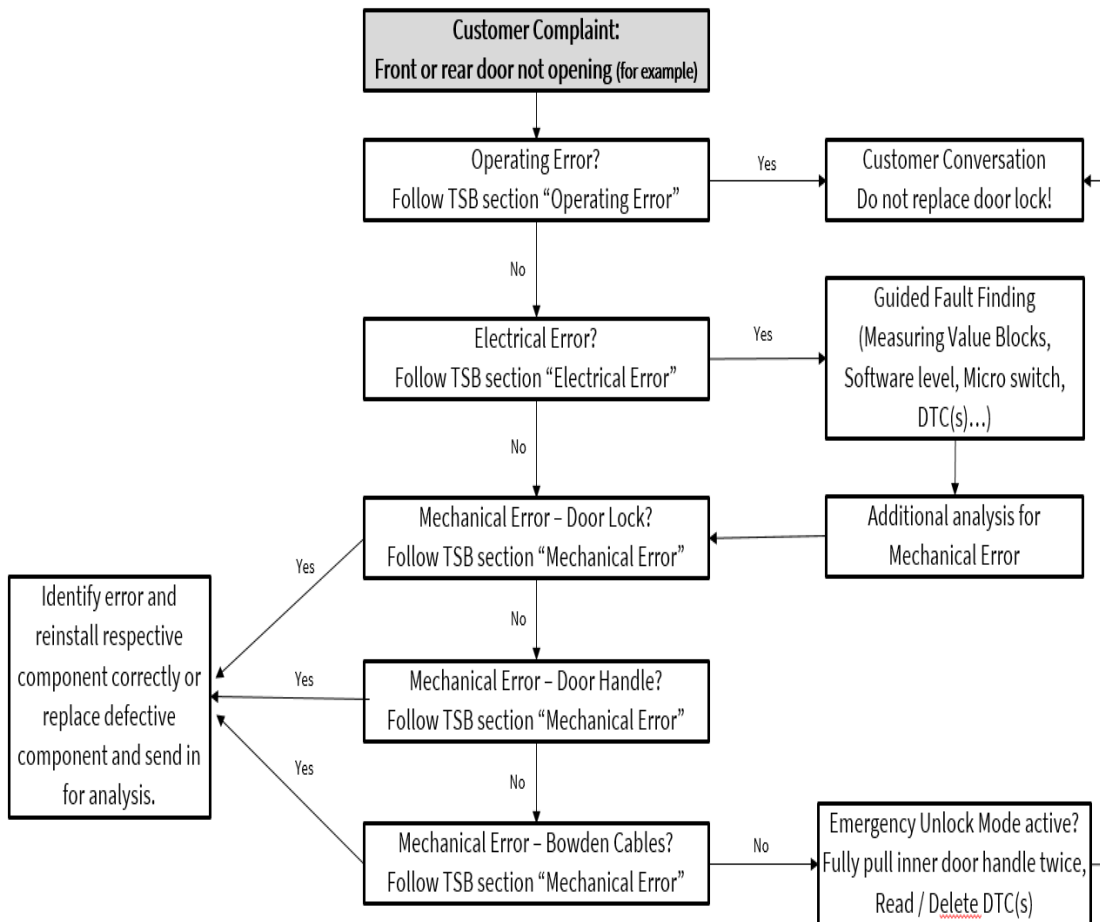 Customer Complaint:
Front or rear door not opening (for example)
Operating Error?
Follow TSB section “Operating Error”
Yes
Customer Conversation
Do not replace door lock!
No
Electrical Error?
Follow TSB section “Electrical Error”
Yes
Guided Fault Finding
(Measuring Value Blocks,
Software level, Micro switch,
DTC(s)...)
No
Mechanical Error – Door Lock?
Follow TSB section “Mechanical Error”
Additional analysis for
Mechanical Error
Yes
Identify error and
reinstall respective
component correctly or
replace defective
component and send in
for analysis.
No
Yes
Mechanical Error – Door Handle?
Follow TSB section “Mechanical Error”
No
Yes
Mechanical Error – Bowden Cables?
Follow TSB section “Mechanical Error”
No
Emergency Unlock Mode active?
Fully pull inner door handle twice,
Read / Delete DTC(s)